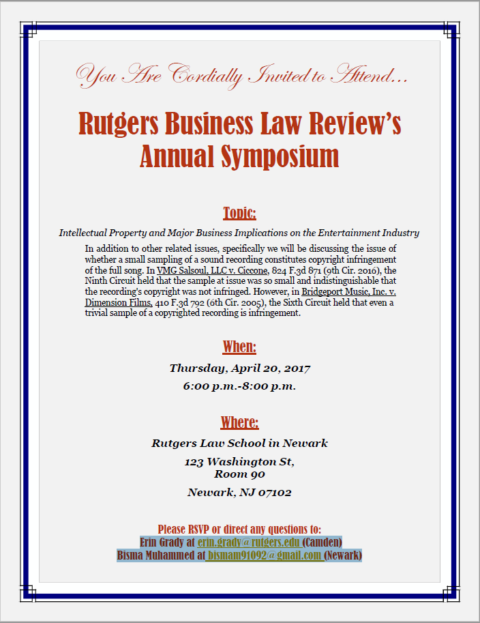 You Are Cordially Invited to Attend...
Rutgers Business Law Review's
Annual Symposium
Topic:
Intellectual Property and Major Business Implications on the Entertainment Industry
In addition to other related issues, specifically we will be discussing the issue of
whether a small sampling of a sound recording constitutes copyright infringement
of the full song. In VMG Salsoul, LLC v. Ciccone, 824 F.3d 871 (9th Cir. 2016), the
Ninth Circuit held that the sample at issue was so small and indistinguishable that
the recording's copyright was not infringed. However, in Bridgeport Music, Inc. v.
Dimension Films, 410 F.3d 792 (6th Cir. 2005), the Sixth Circuit held that even a
trivial sample of a copyrighted recording is infringement.
When:
Thursday, April 20, 2017
6:00 p.m.-8:00 p.m.
Where:
Rutgers Law School in Newark
123 Washington St,
Room 90
Newark, NJ 07102
Please RSVP or direct any questions to:
Erin Grady at erin.grady@rutgers.edu (Camden)
Bisma Muhammed at bismam91092@gmail.com (Newark)